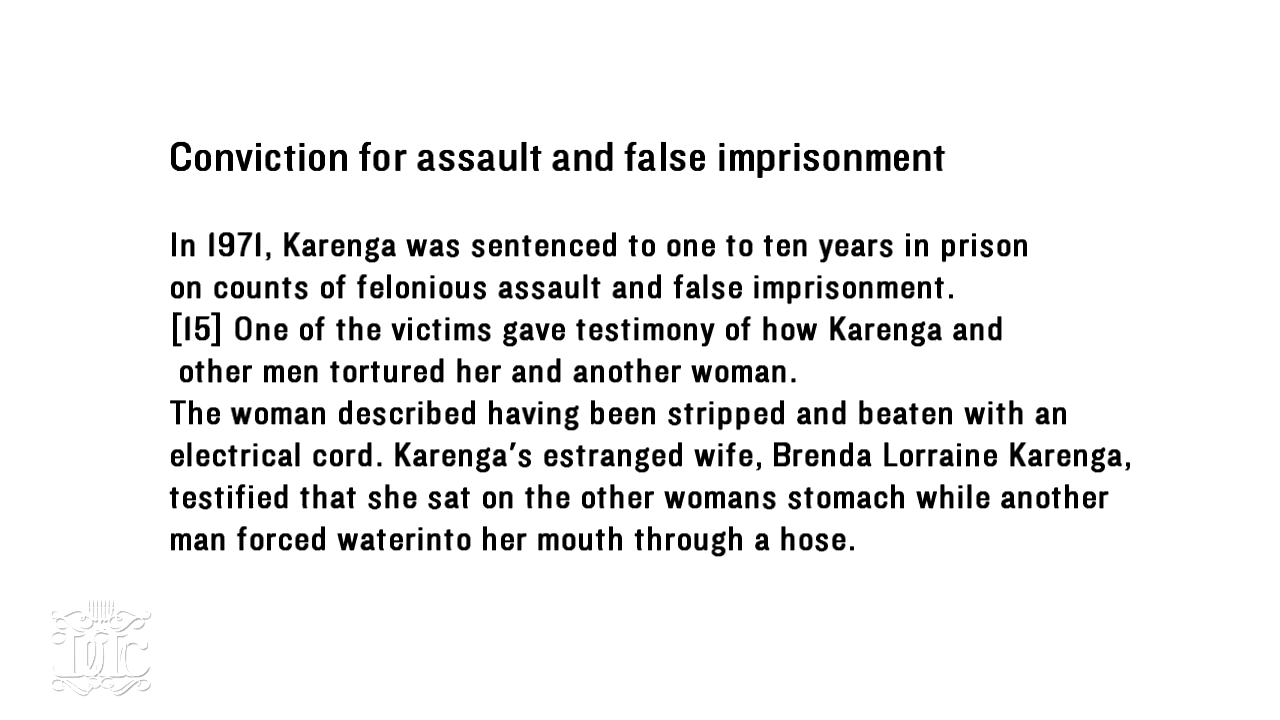 Conviction for assault and false imprisonment
In 1971, Karenga was sentenced to one to ten years in prison
on counts of felonious assault and false imprisonment.
[15] One of the victims gave testimony of how Karenga and
other men tortured her and another woman.
The woman described having been stripped and beaten with an
electrical cord. Karenga's estranged wife, Brenda Lorraine Karenga,
testified that she sat on the other womans stomach while another
man forced waterinto her mouth through a hose.